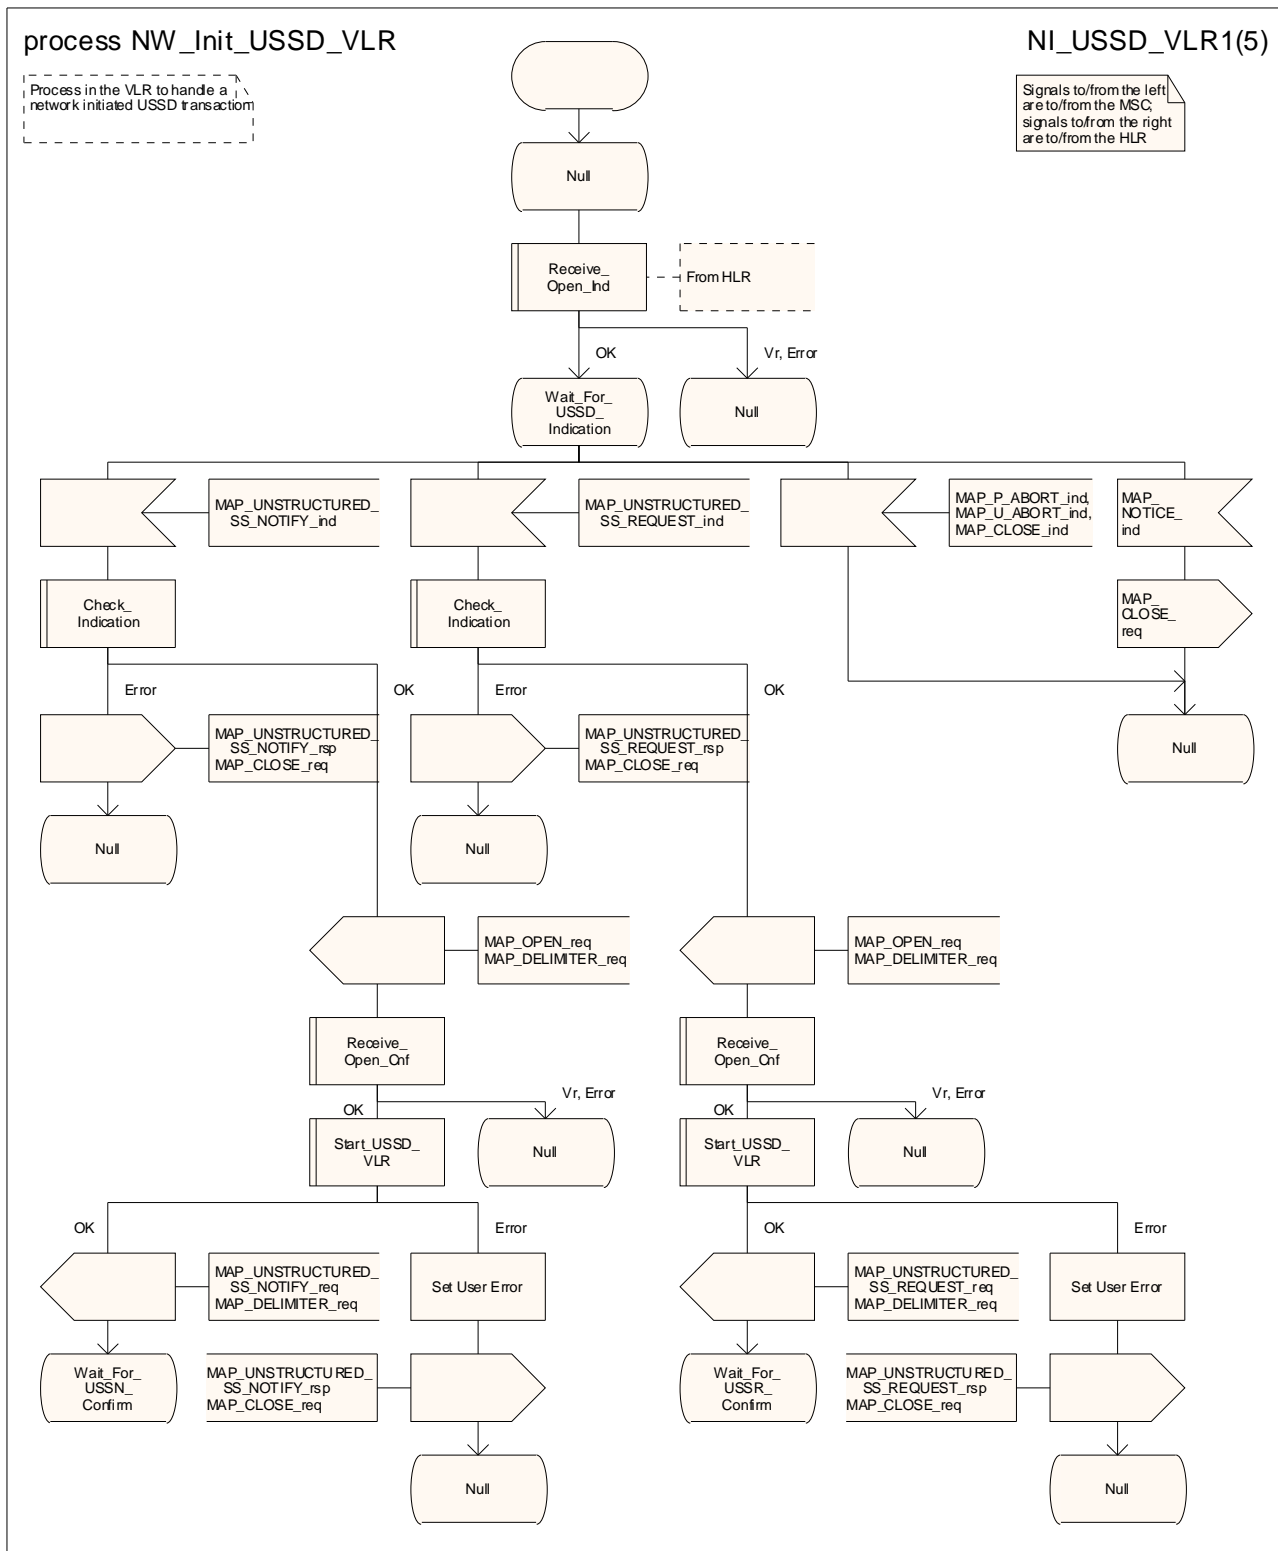 process NW_Init_USSD_VLR
NI_USSD_VLR1(5)
Process in the VLR to handle a
network initiated USSD transaction
Signals to/from the left
are to/from the MSC;
signals to/from the right
are to/from the HLR
Null
Receive_
Open_Ind
From HLR
OK
Vr, Error
Wait_For_
USSD_
Indication
Null
MAP_UNSTRUCTURED_
SS_NOTIFY_ind
MAP_UNSTRUCTURED_
SS_REQUEST_ind
MAP_P_ABORT_ind,
MAP_U_ABORT_ind,
MAP_CLOSE_ind
MAP_
NOTICE_
ind
Check_
Indication
Check_
Indication
MAP_
CLOSE_
req
Error
OK
Error
OK
MAP_UNSTRUCTURED_
SS_NOTIFY_rsp
MAP_CLOSE_req
MAP_UNSTRUCTURED_
SS_REQUEST_rsp
MAP_CLOSE_req
Null
Null
Null
MAP_OPEN_req
MAP_DELIMITER_req
MAP_OPEN_req
MAP_DELIMITER_req
Receive_
Open_Cnf
Receive_
Open_Cnf
OK
Vr, Error
OK
Vr, Error
Start_USSD_
VLR
Null
Start_USSD_
VLR
Null
OK
Error
OK
Error
MAP_UNSTRUCTURED_
SS_NOTIFY_req
MAP_DELIMITER_req
Set User Error
MAP_UNSTRUCTURED_
SS_REQUEST_req
MAP_DELIMITER_req
Set User Error
Wait_For_
USSN_
Confirm
MAP_UNSTRUCTURED_
SS_NOTIFY_rsp
MAP_CLOSE_req
Wait_For_
USSR_
Confirm
MAP_UNSTRUCTURED_
SS_REQUEST_rsp
MAP_CLOSE_req
Null
Null